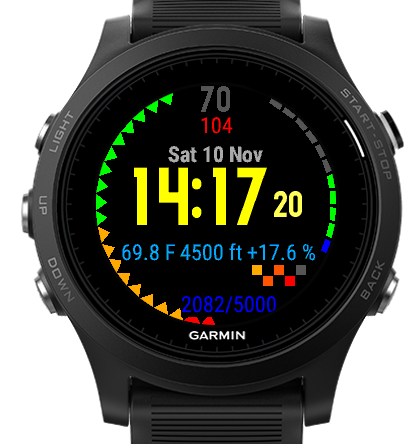 70
104
Sat 10 Nov
14:17 20
69.8 F 4500 ft +17.6 %
2082/5000
GARMIN
LIGHT
UP
DOWN
START·STOP
BACK